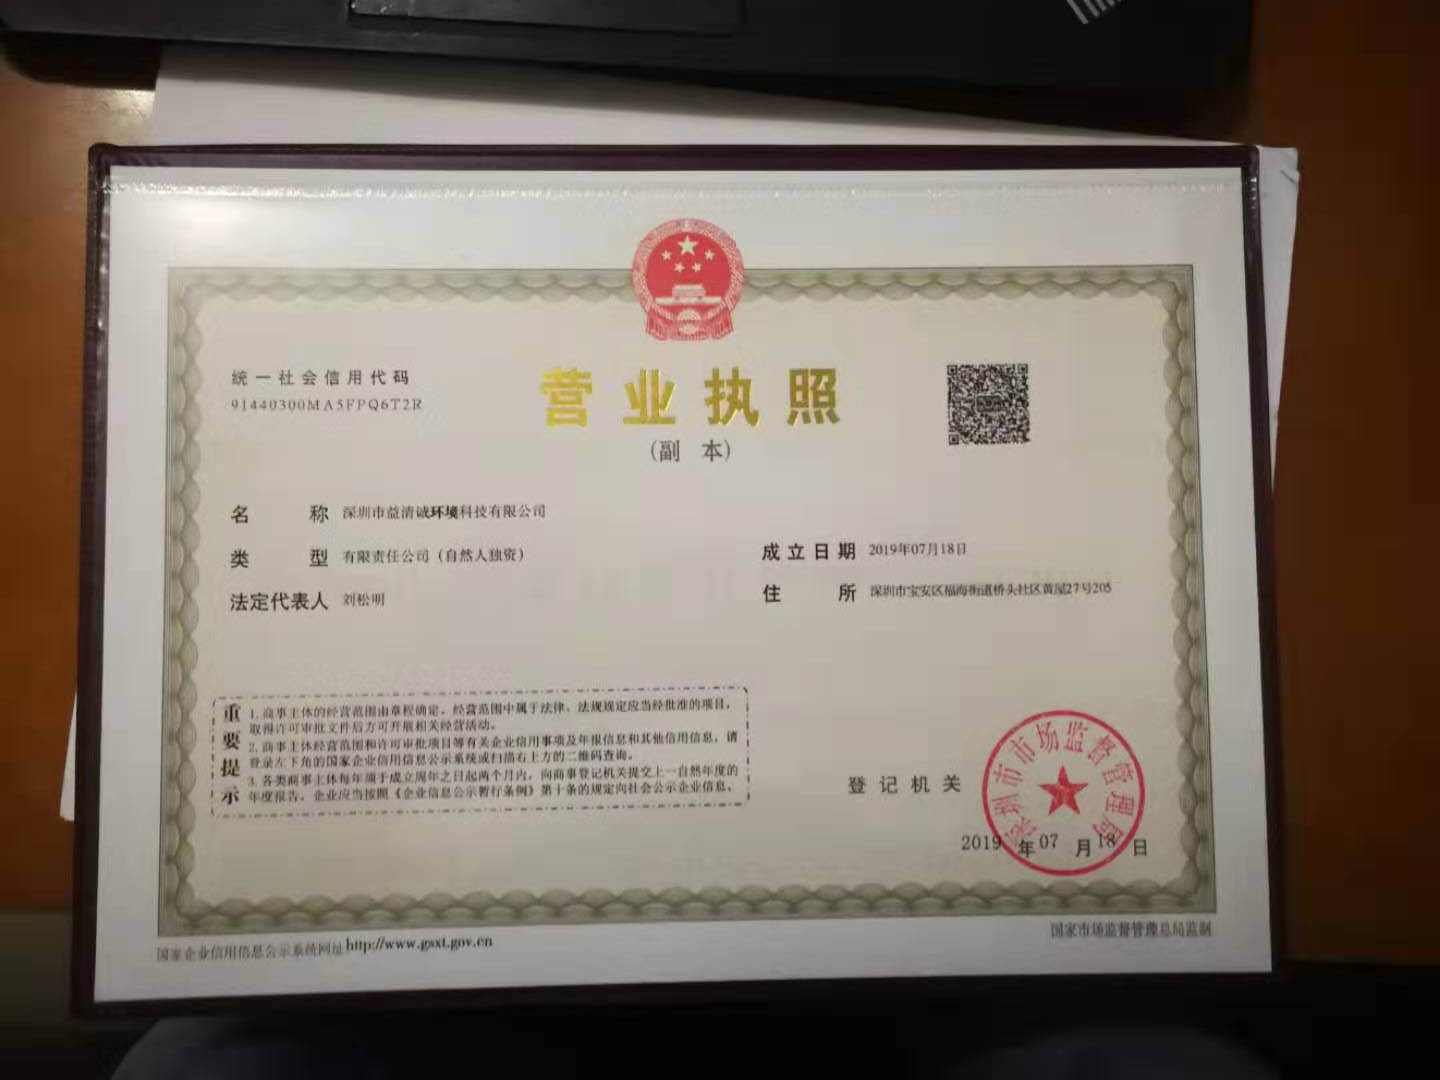 统一社会信用代码
91440300MA5FPQ6T2R
营业执照
(副 本)
名 称 深圳市益清诚环境科技有限公司
类 型 有限责任公司(自然人独资)
法定代表人 刘松明
成立日期 2019年07月18日
住 所 深圳市宝安区福海街道桥头社区黄屋27号205
重要提示
1.商事主体的经营范围由章程确定。经营范围中属于法律、法规规定应当经批准的项目,
取得许可审批文件后方可开展相关经营活动。
2.商事主体经营范围和许可审批项目等有关企业信用事项及年报信息和其他信用信息,请
登录左下角的国家企业信用信息公示系统或扫描右上方的二维码查询。
3.各类商事主体每年须于成立周年之日起两个月内,向商事登记机关提交上一自然年度的
年度报告。企业应当按照《企业信息公示暂行条例》第十条的规定向社会公示企业信息。
登记机关
深圳市市场监督管理局
2019 年 07 月 18 日
国家企业信用信息公示系统网址http://www.gsxt.gov.cn
国家市场监督管理总局监制